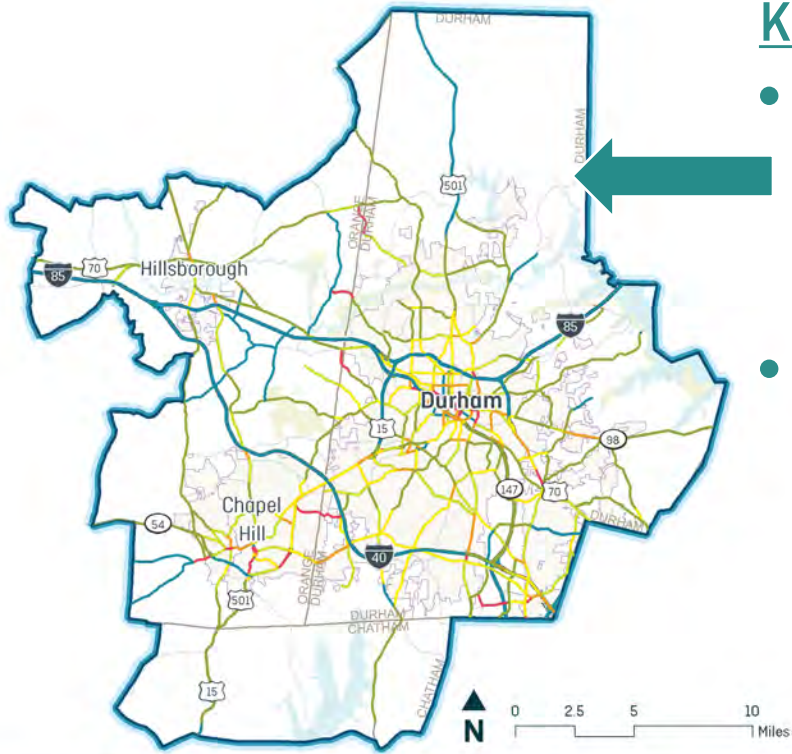 DURHAM
K
DURHAM
501
ORANGE
DURHAM
70
Hillsborough
85
85
Durham
15
98
147
70
Chapel
Hill
54
DURHAM
40
ORANGE
DURHAM
501
DURHAM
CHATHAM
15
CHATHAM
N
0 2.5 5 10
Miles